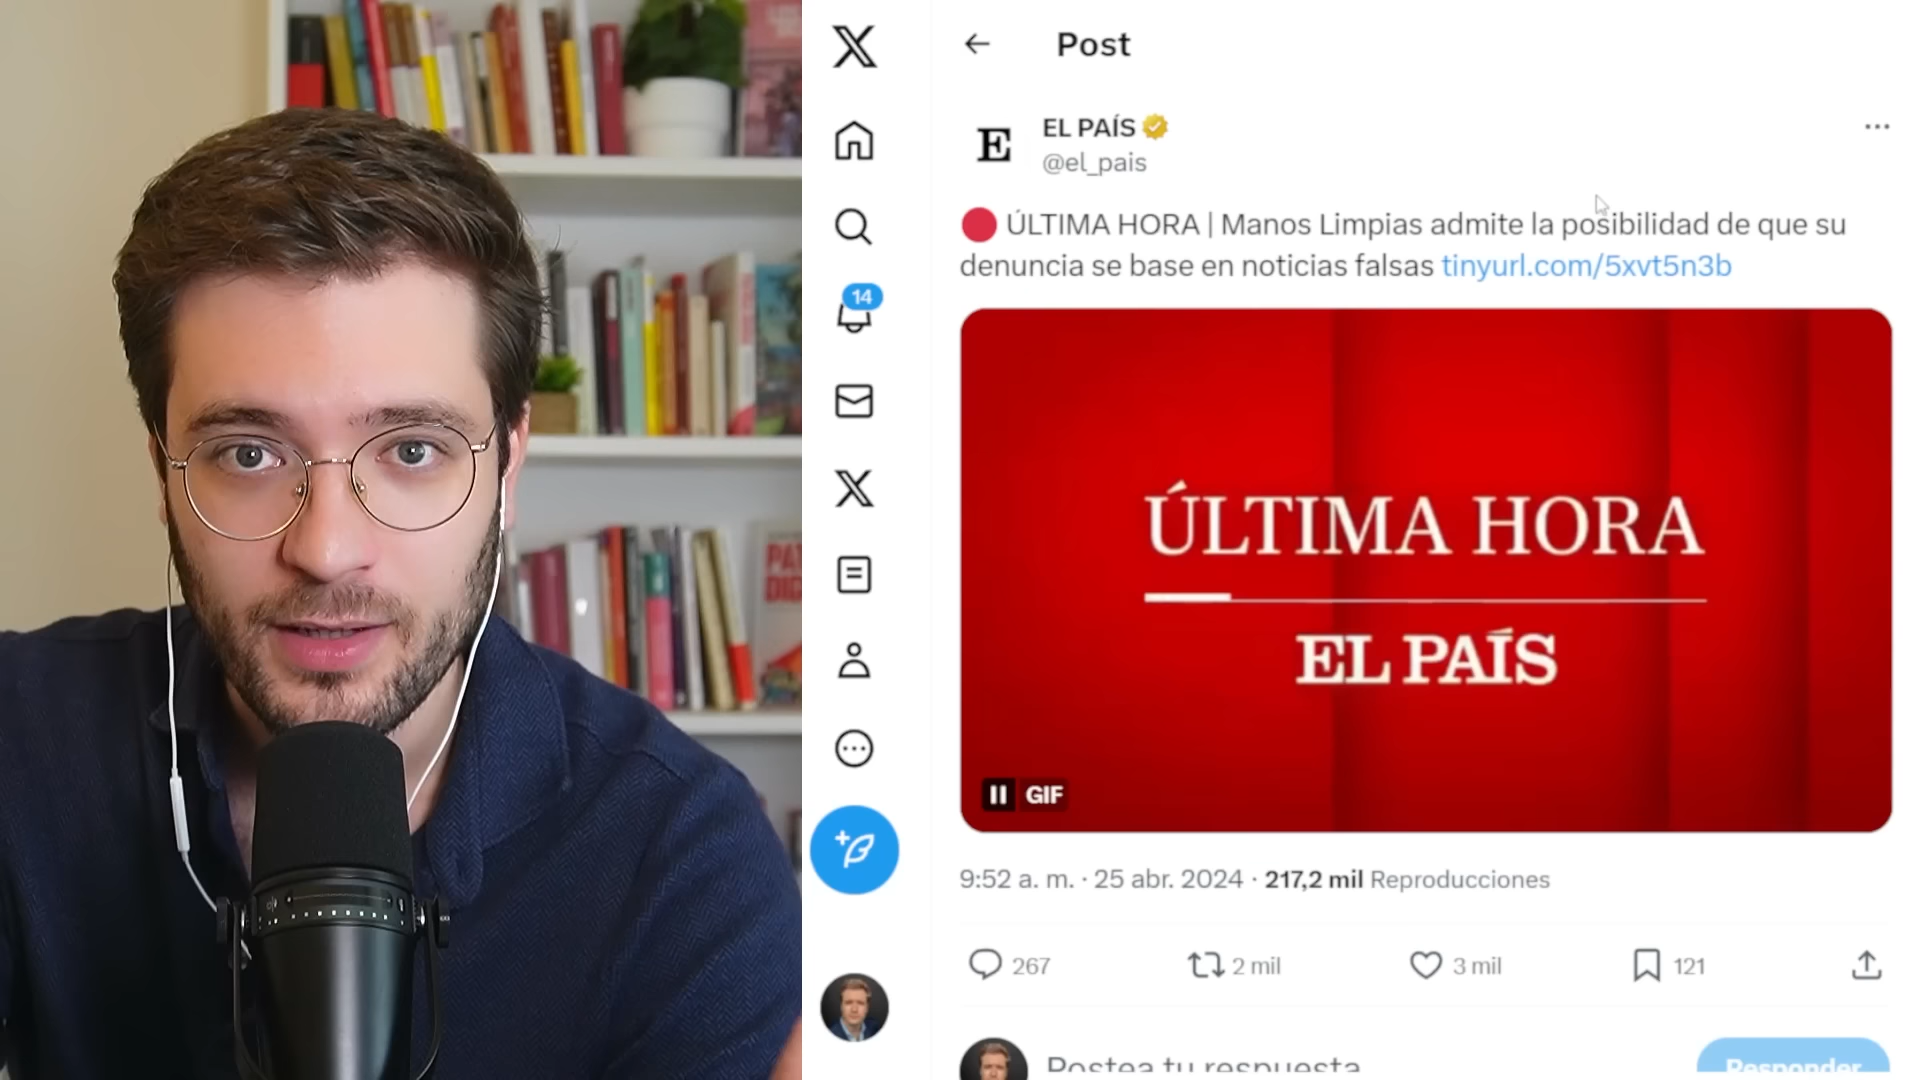 Post
EL PAÍS
@el_pais
ÚLTIMA HORA | Manos Limpias admite la posibilidad de que su
denuncia se base en noticias falsas tinyurl.com/5xvt5n3b
14
E
ÚLTIMA HORA
EL PAÍS
GIF
9:52 a. m. · 25 abr. 2024 · 217,2 mil Reproducciones
267
2 mil
3 mil
121
Postea tu respuesta
Responder